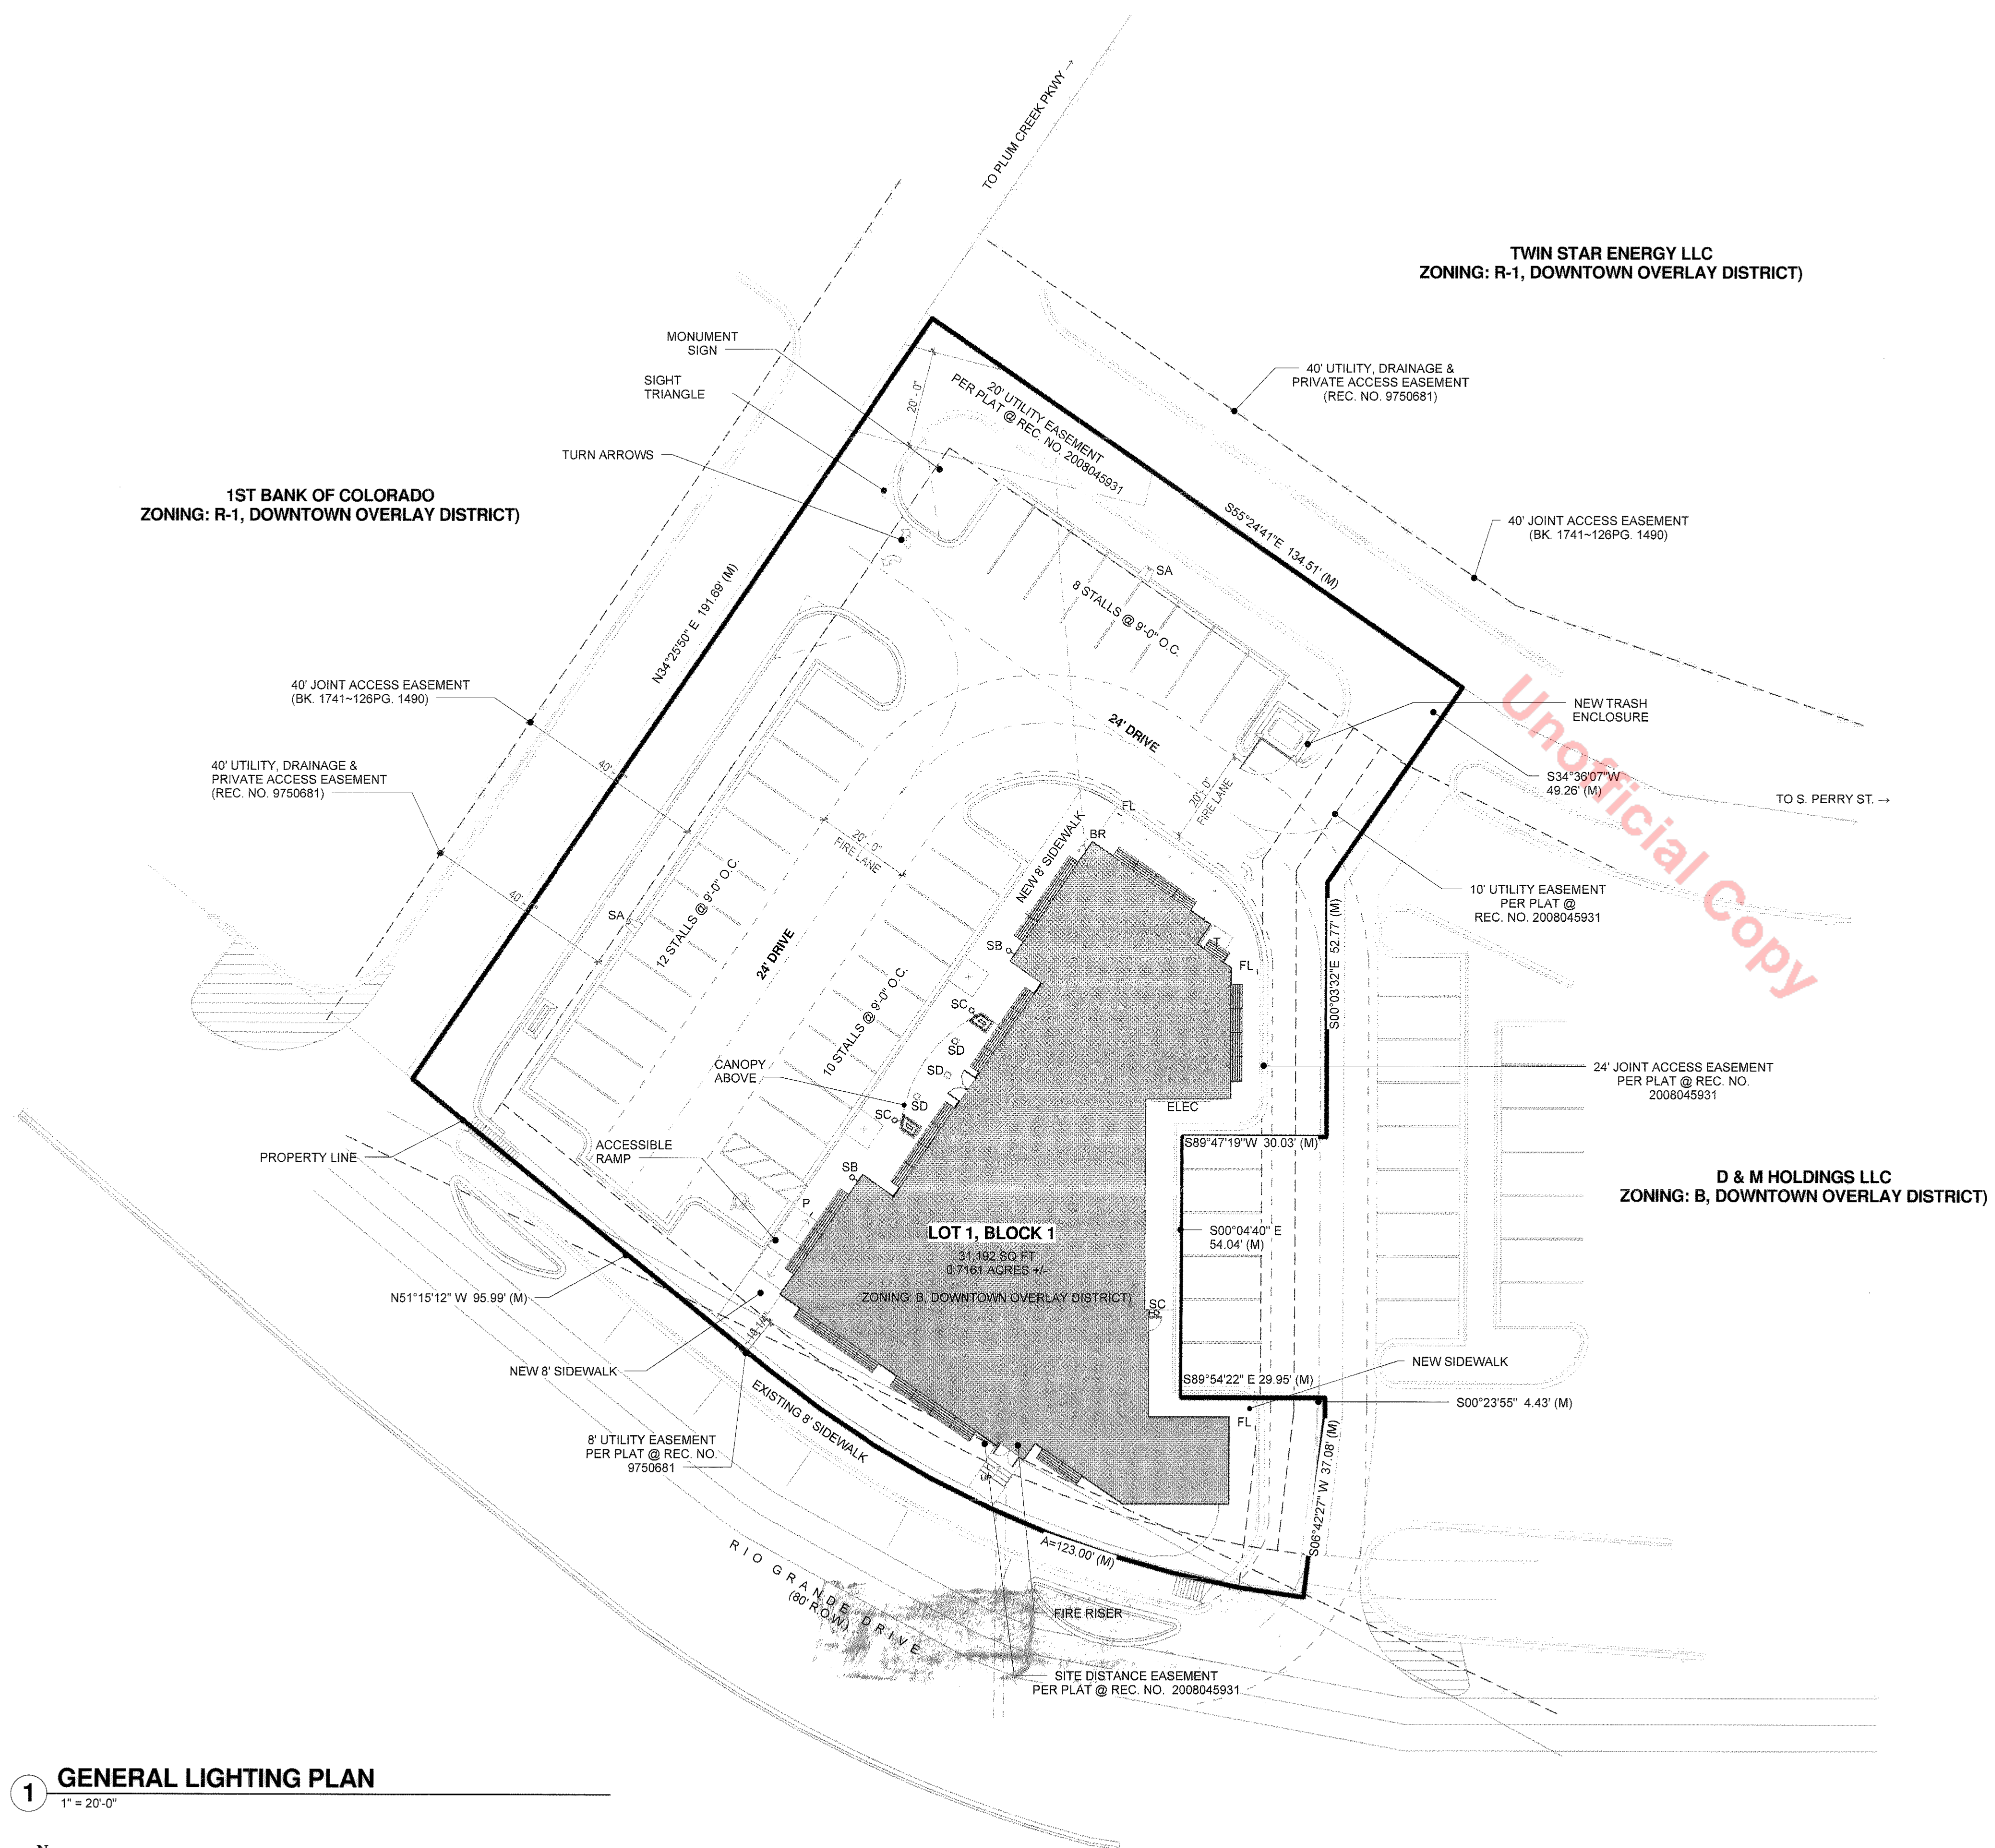 TO PLUM CREEK PKWY →
TWIN STAR ENERGY LLC
ZONING: R-1, DOWNTOWN OVERLAY DISTRICT)
MONUMENT
SIGN
SIGHT
TRIANGLE
TURN ARROWS
20' - 0"
20' UTILITY EASEMENT
PER PLAT @ REC. NO. 2008045931
40' UTILITY, DRAINAGE &
PRIVATE ACCESS EASEMENT
(REC. NO. 9750681)
1ST BANK OF COLORADO
ZONING: R-1, DOWNTOWN OVERLAY DISTRICT)
S55°24'41"E 134.51' (M)
40' JOINT ACCESS EASEMENT
(BK. 1741~126PG. 1490)
N34°25'50" E 191.69' (M)
SA
8 STALLS @ 9'-0" O.C.
40' JOINT ACCESS EASEMENT
(BK. 1741~126PG. 1490)
NEW TRASH
ENCLOSURE
24' DRIVE
40' UTILITY, DRAINAGE &
PRIVATE ACCESS EASEMENT
(REC. NO. 9750681)
40'
S34°36'07"W
49.26' (M)
TO S. PERRY ST. →
Unofficial Copy
20' - 0"
FIRE LANE
20' - 0"
FIRE LANE
FL
BR
NEW 8' SIDEWALK
40'
SA
12 STALLS @ 9'-0" O.C.
24' DRIVE
10 STALLS @ 9'-0" O.C.
SB
T
FL
S00°03'32"E 52.77' (M)
10' UTILITY EASEMENT
PER PLAT @
REC. NO. 2008045931
SC
SD
SD
SD
SC
CANOPY
ABOVE
24' JOINT ACCESS EASEMENT
PER PLAT @ REC. NO.
2008045931
ELEC
S89°47'19"W 30.03' (M)
PROPERTY LINE
ACCESSIBLE
RAMP
SB
P
D & M HOLDINGS LLC
ZONING: B, DOWNTOWN OVERLAY DISTRICT)
LOT 1, BLOCK 1
31,192 SQ FT
0.7161 ACRES +/-
ZONING: B, DOWNTOWN OVERLAY DISTRICT)
S00°04'40" E
54.04' (M)
N51°15'12" W 95.99' (M)
SC
NEW 8' SIDEWALK
NEW SIDEWALK
S89°54'22" E 29.95' (M)
S00°23'55" 4.43' (M)
EXISTING 8' SIDEWALK
8' UTILITY EASEMENT
PER PLAT @ REC. NO.
9750681
FL
UP
S06°42'27" W 37.08' (M)
A=123.00' (M)
RIO GRANDE DRIVE
(80' R.O.W.)
FIRE RISER
SITE DISTANCE EASEMENT
PER PLAT @ REC. NO. 2008045931
1 GENERAL LIGHTING PLAN
1" = 20'-0"
N